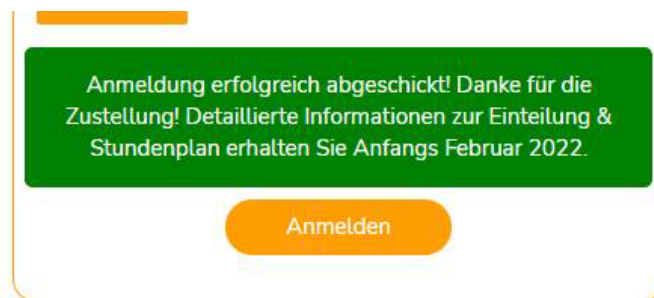 Anmeldung erfolgreich abgeschickt! Danke für die
Zustellung! Detaillierte Informationen zur Einteilung &
Stundenplan erhalten Sie Anfangs Februar 2022.
Anmelden